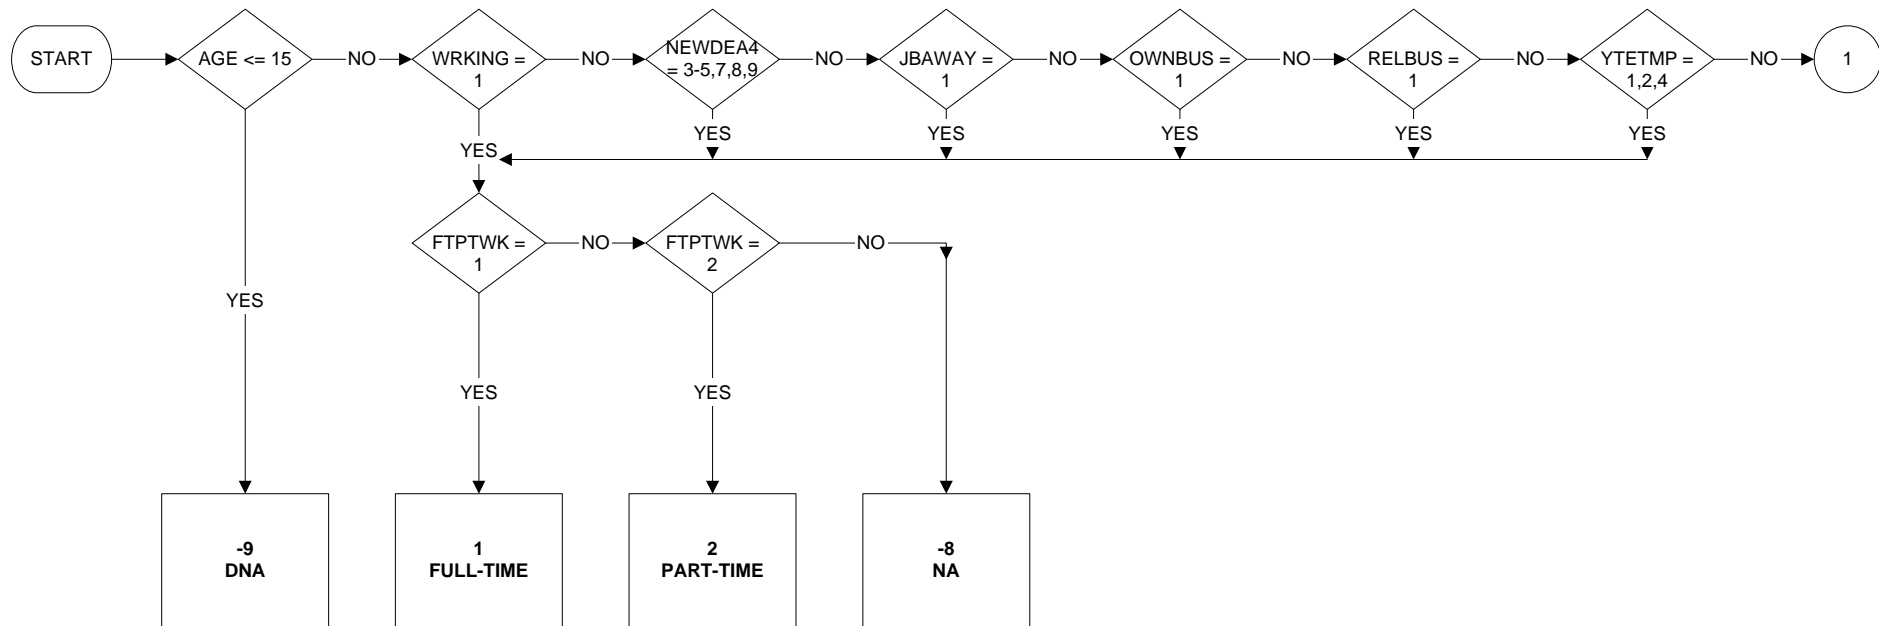 START
AGE <= 15
NO
WRKING =
1
NO
NEWDEA4
= 3-5,7,8,9
NO
JBAWAY =
1
NO
OWNBUS =
1
NO
RELBUS =
1
NO
YTETMP =
1,2,4
NO
1
YES
YES
YES
YES
YES
YES
FTPTWK =
1
NO
FTPTWK =
2
NO
YES
YES
YES
-9
DNA
1
FULL-TIME
2
PART-TIME
-8
NA